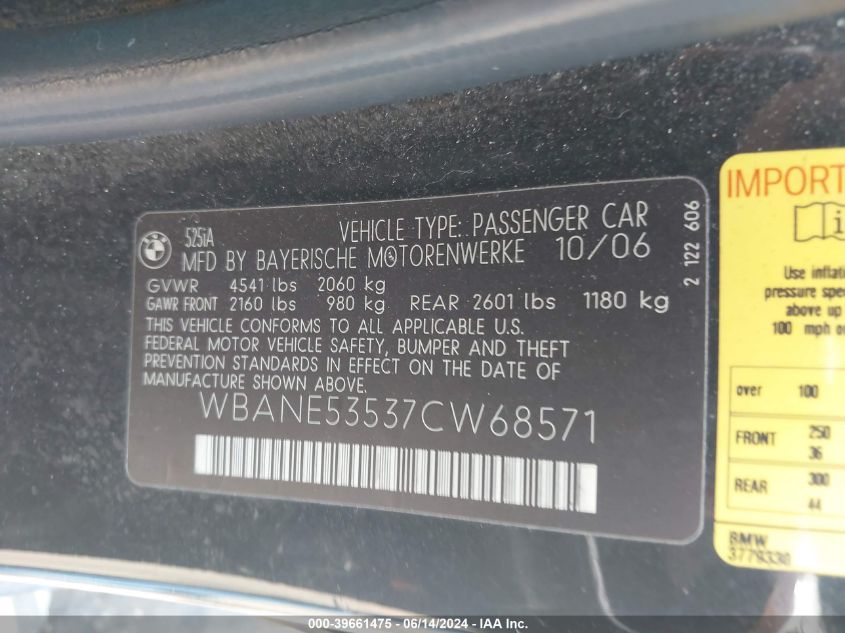 525iA
VEHICLE TYPE: PASSENGER CAR
MFD BY BAYERISCHE MOTORENWERKE 10/06
GVWR 4541 lbs 2060 kg
GAWR FRONT 2160 lbs 980 kg REAR 2601 lbs 1180 kg
THIS VEHICLE CONFORMS TO ALL APPLICABLE U.S.
FEDERAL MOTOR VEHICLE SAFETY, BUMPER AND THEFT
PREVENTION STANDARDS IN EFFECT ON THE DATE OF
MANUFACTURE SHOWN ABOVE.
WBANE53537CW68571
2 122 606
IMPORT
i
Use inflat
pressure spe
above up
100 mph o
over 100
FRONT 250
36
REAR 300
44
BMW
3779330
000-39661475 - 06/14/2024 - IAAI.COM